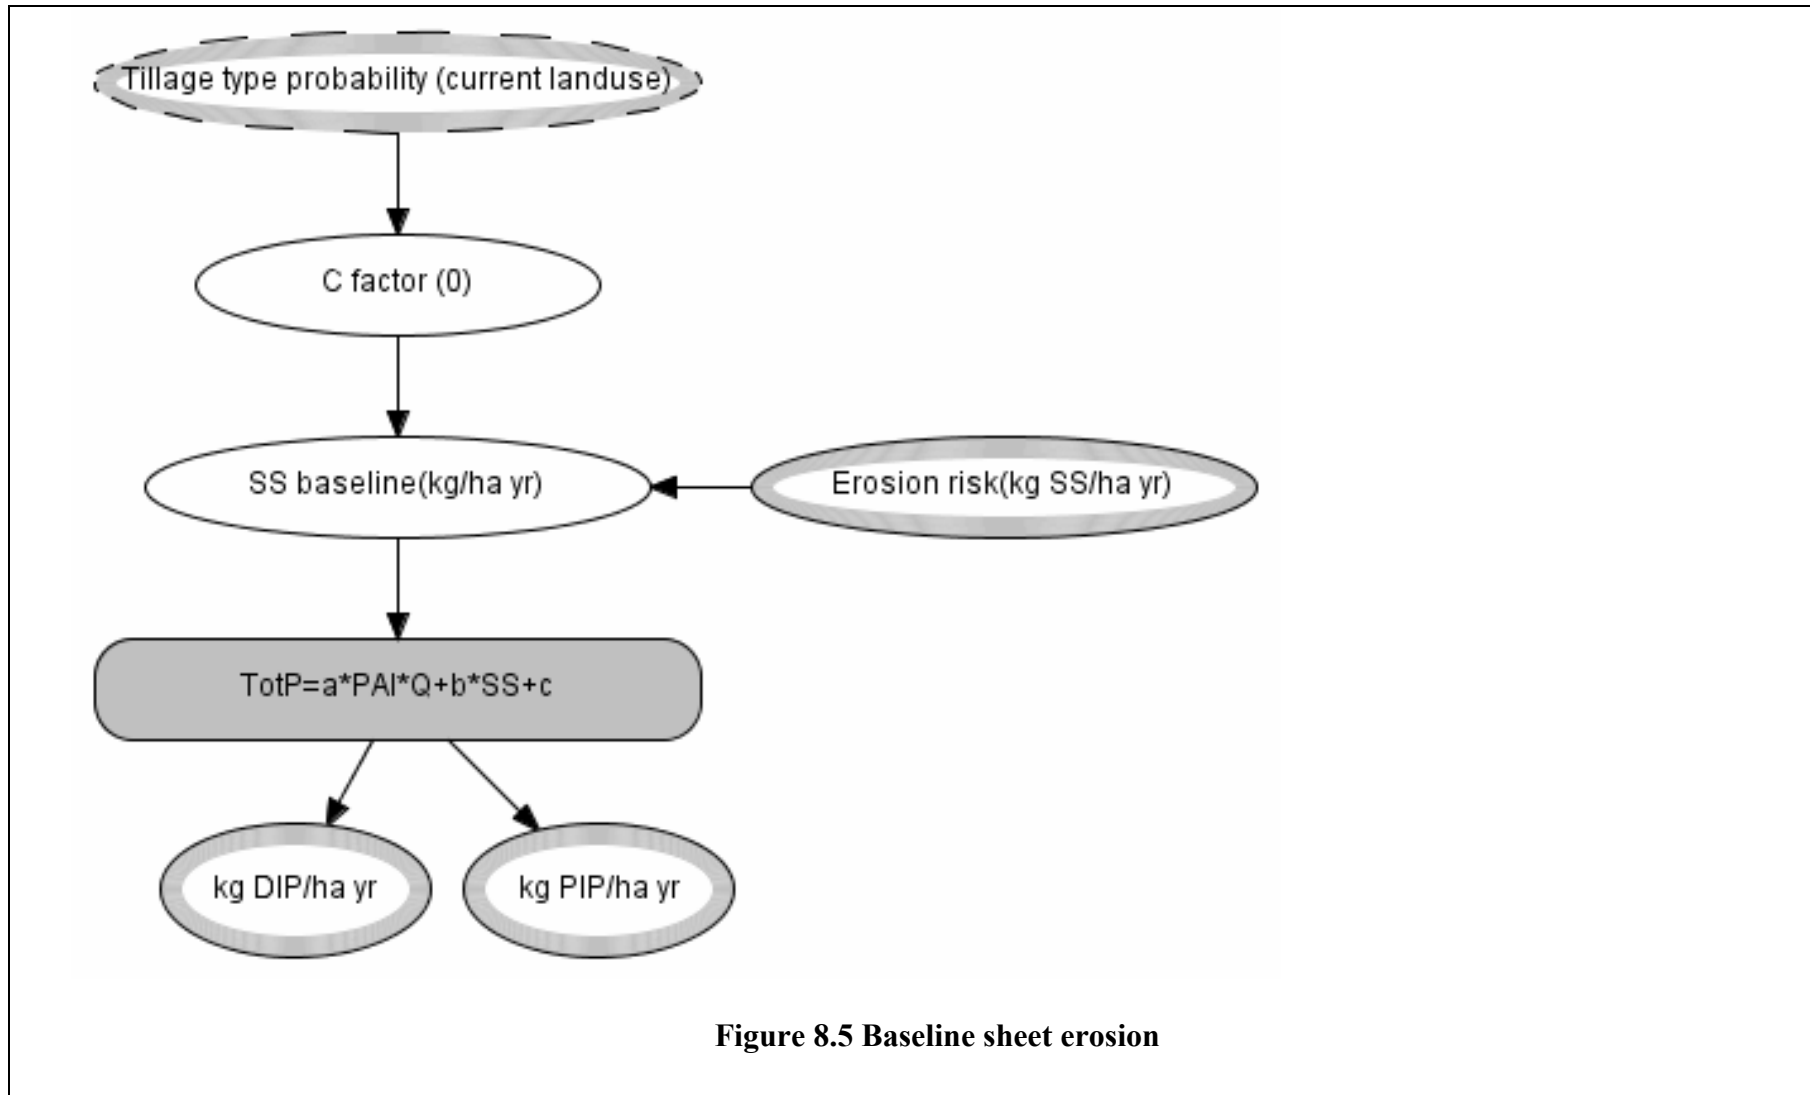 Tillage type probability (current landuse)
C factor (0)
SS baseline(kg/ha yr)
Erosion risk(kg SS/ha yr)
TotP=a*PAI*Q+b*SS+c
kg DIP/ha yr
kg PIP/ha yr
Figure 8.5 Baseline sheet erosion